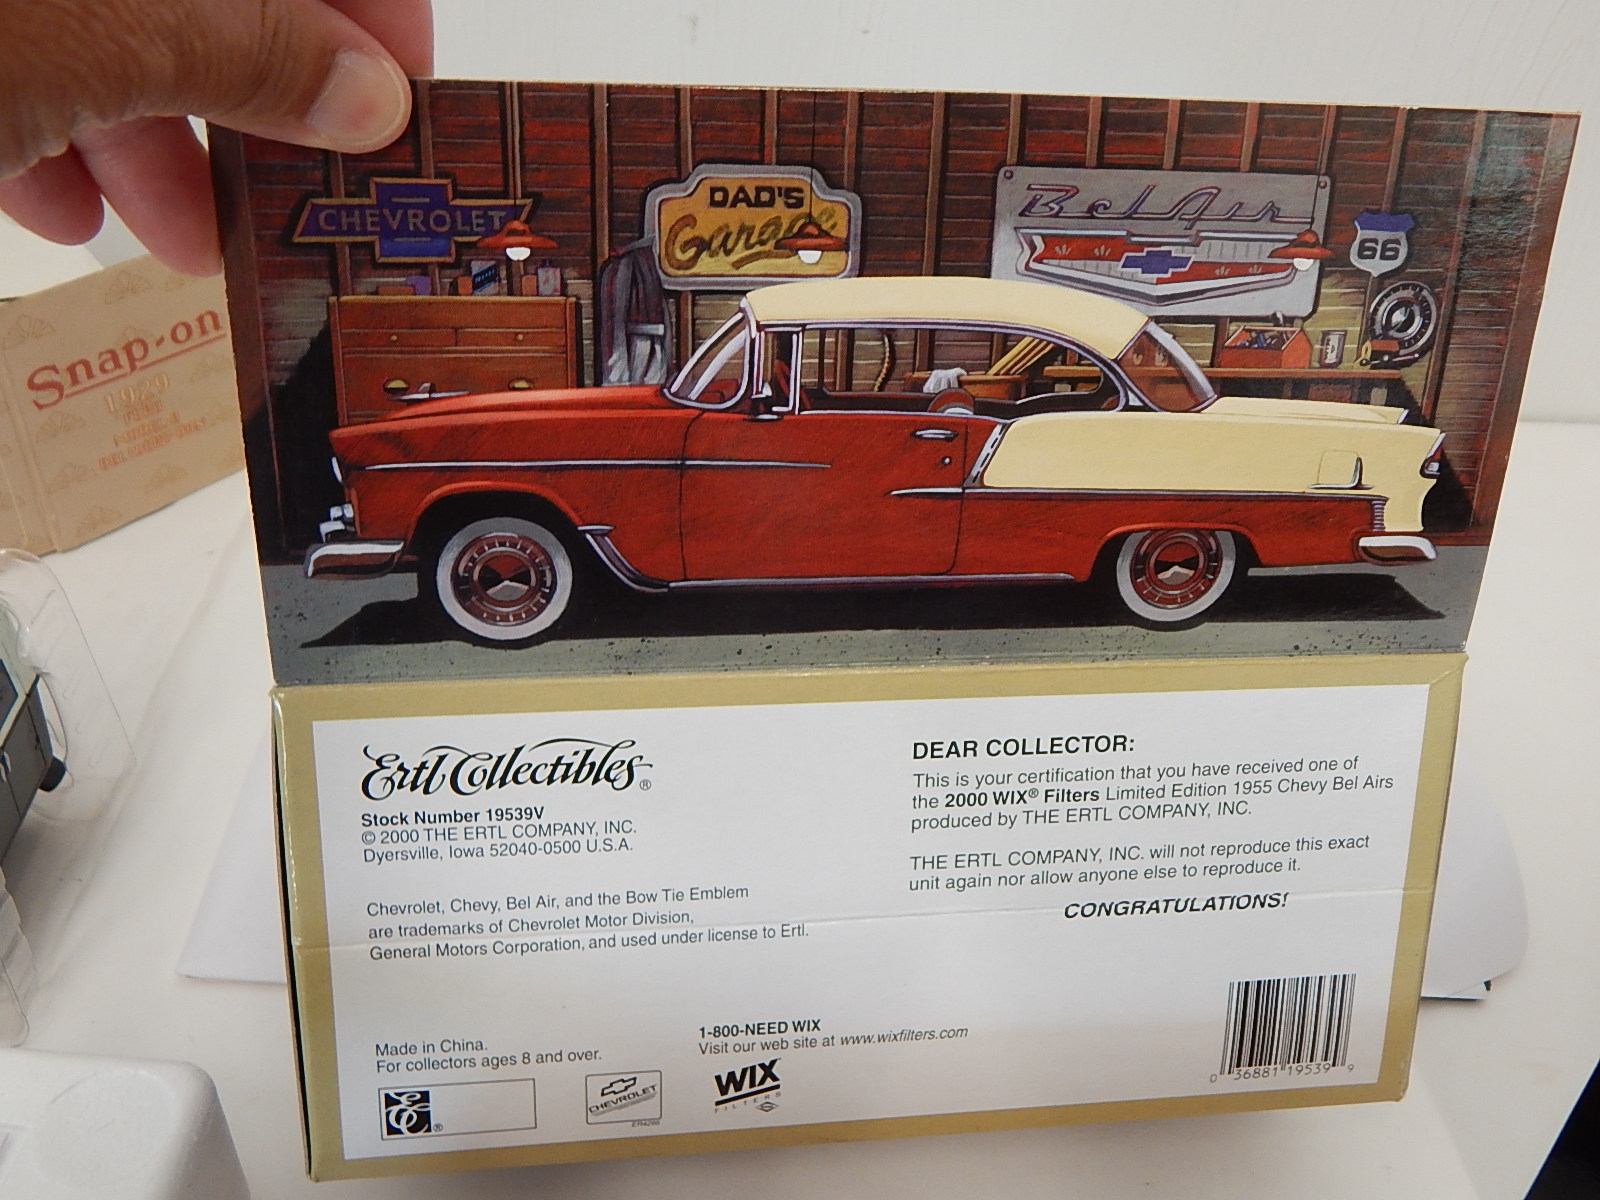 CHEVROLET
DAD'S
Garage
Bel Air
66
Snap-on
1929
Ertl Collectibles®
Stock Number 19539V
© 2000 THE ERTL COMPANY, INC.
Dyersville, Iowa 52040-0500 U.S.A.
Chevrolet, Chevy, Bel Air, and the Bow Tie Emblem
are trademarks of Chevrolet Motor Division,
General Motors Corporation, and used under license to Ertl.
DEAR COLLECTOR:
This is your certification that you have received one of
the 2000 WIX® Filters Limited Edition 1955 Chevy Bel Airs
produced by THE ERTL COMPANY, INC.
THE ERTL COMPANY, INC. will not reproduce this exact
unit again nor allow anyone else to reproduce it.
CONGRATULATIONS!
Made in China.
For collectors ages 8 and over.
1-800-NEED WIX
Visit our web site at www.wixfilters.com
EC®
CHEVROLET
WIX
FILTERS
0 36881 19539 9